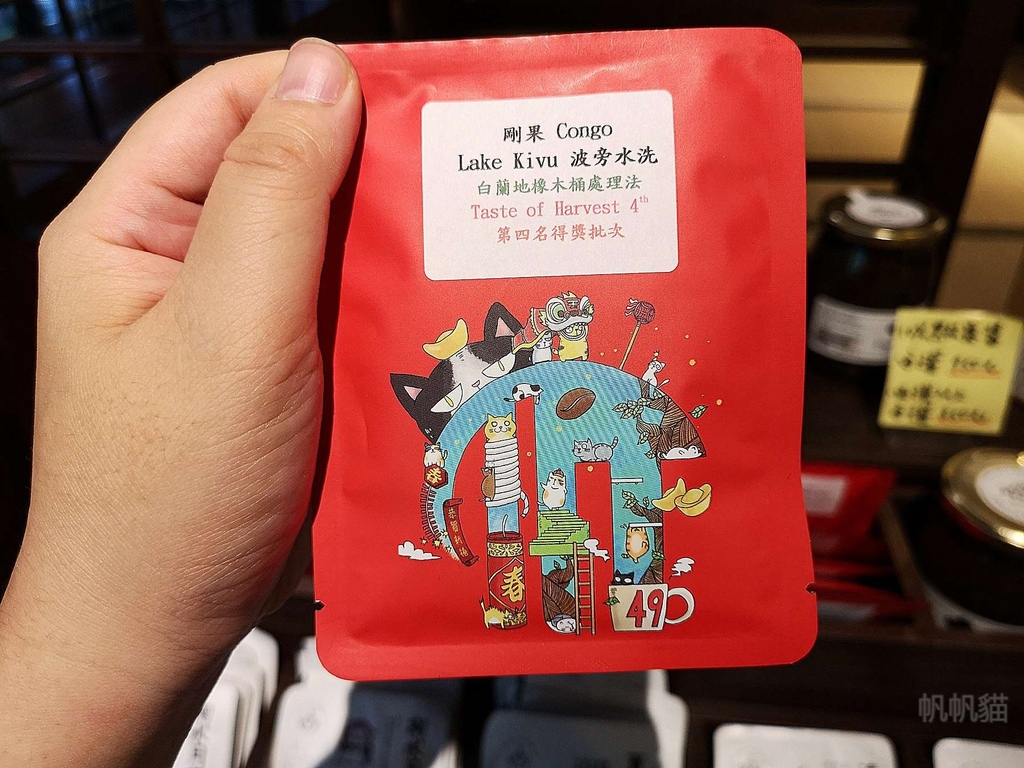 剛果 Congo
Lake Kivu 波旁水洗
白蘭地橡木桶處理法
Taste of Harvest 4th
第四名得獎批次
春
春
49
帆帆貓